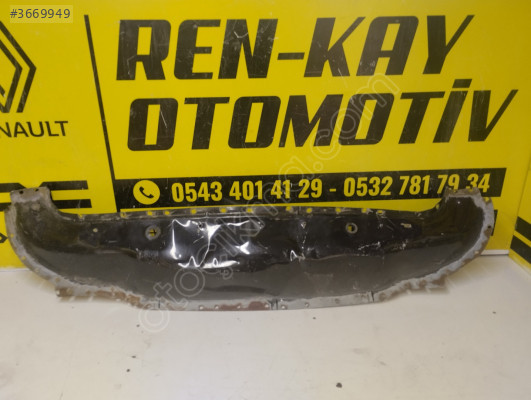 #3669949
REN-KAY
OTOMOTİV
RENAULT
0543 401 41 29 - 0532 781 79 34